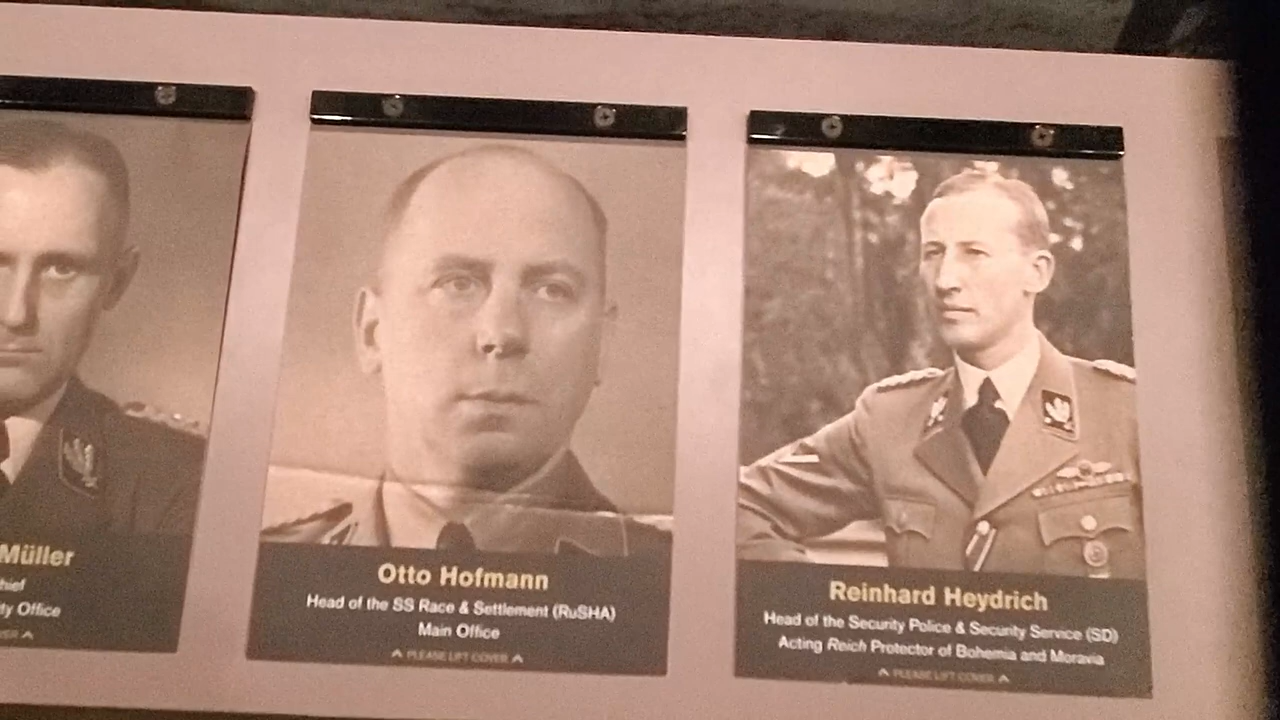 Müller
hief
ty Office
VER
Otto Hofmann
Head of the SS Race & Settlement (RuSHA)
Main Office
PLEASE LIFT COVER
Reinhard Heydrich
Head of the Security Police & Security Service (SD)
Acting Reich Protector of Bohemia and Moravia
PLEASE LIFT COVER